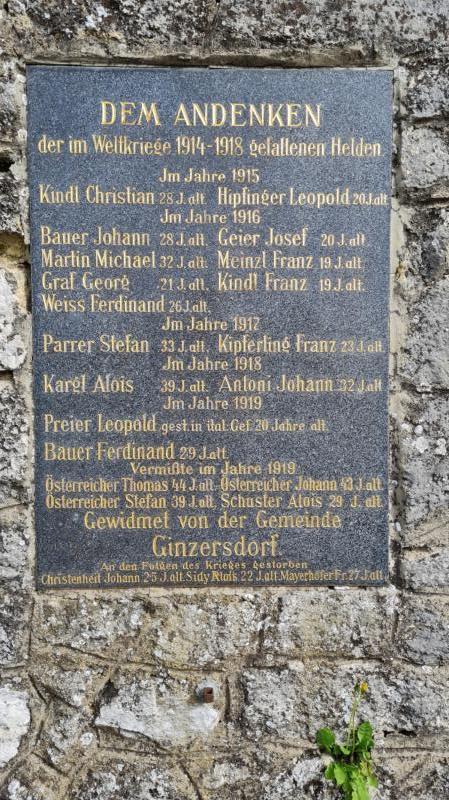 DEM ANDENKEN
der im Weltkriege 1914-1918 gefallenen Helden
Jm Jahre 1915
Kindl Christian 28 J.alt. Hipfinger Leopold 20 J.alt
Jm Jahre 1916
Bauer Johann 28 J.alt. Geier Josef 20 J.alt.
Martin Michael 32 J.alt. Meinzl Franz 19 J.alt.
Graf Georg 21 J.alt. Kindl Franz 19 J.alt.
Weiss Ferdinand 26 J.alt.
Jm Jahre 1917
Parrer Stefan 33 J.alt. Kipferling Franz 23 J.alt.
Jm Jahre 1918
Kargl Alois 39 J.alt. Antoni Johann 32 J.alt
Jm Jahre 1919
Preier Leopold gest. in ital. Gef. 20 Jahre alt.
Bauer Ferdinand 29 J.alt.
Vermißte im Jahre 1919
Österreicher Thomas 44 J.alt. Österreicher Johann 43 J.alt.
Österreicher Stefan 39 J.alt. Schuster Alois 29 J. alt.
Gewidmet von der Gemeinde
Ginzersdorf.
An den Folgen des Krieges gestorben
Christenheit Johann 25 J.alt. Sidy Alois 22 J.alt. Mayerhofer Fr. 27 J.alt.